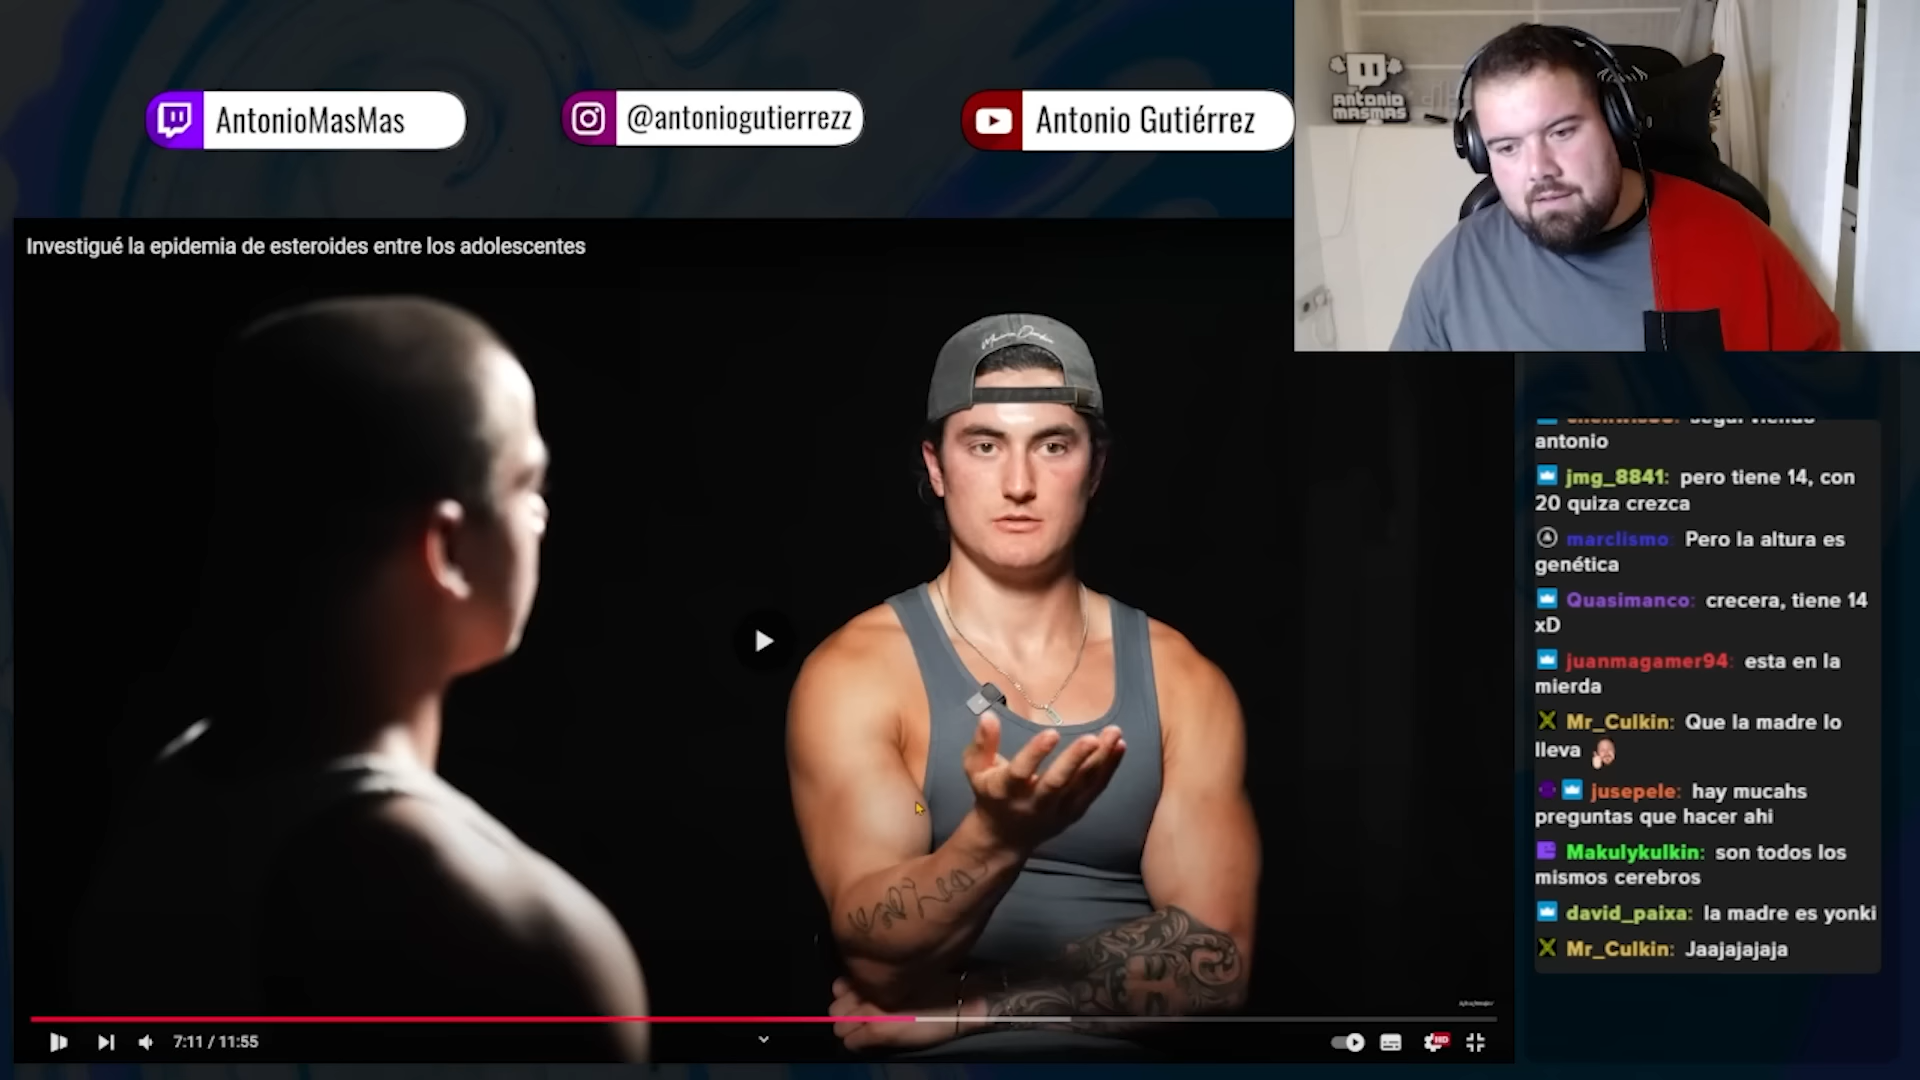 AntonioMasMas
@antoniogutierrezz
Antonio Gutiérrez
antonio
masmas
Investigué la epidemia de esteroides entre los adolescentes
antonio
jmg_8841: pero tiene 14, con
20 quiza crezca
marclismo: Pero la altura es
genética
Quasimanco: crecera, tiene 14
xD
juanmagamer94: esta en la
mierda
Mr_Culkin: Que la madre lo
lleva
jusepele: hay mucahs
preguntas que hacer ahi
Makulykulkin: son todos los
mismos cerebros
david_paixa: la madre es yonki
Mr_Culkin: Jaajajajaja
7:11 / 11:55
HD